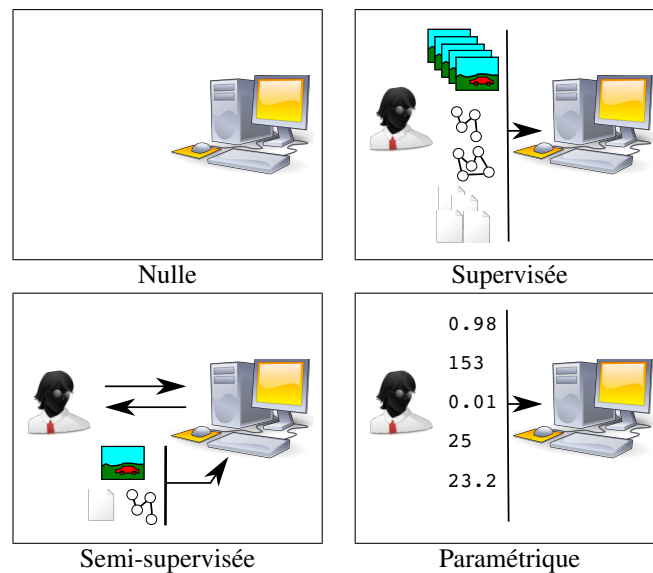 Nulle
Supervisée
0.98
153
0.01
25
23.2
Semi-supervisée
Paramétrique